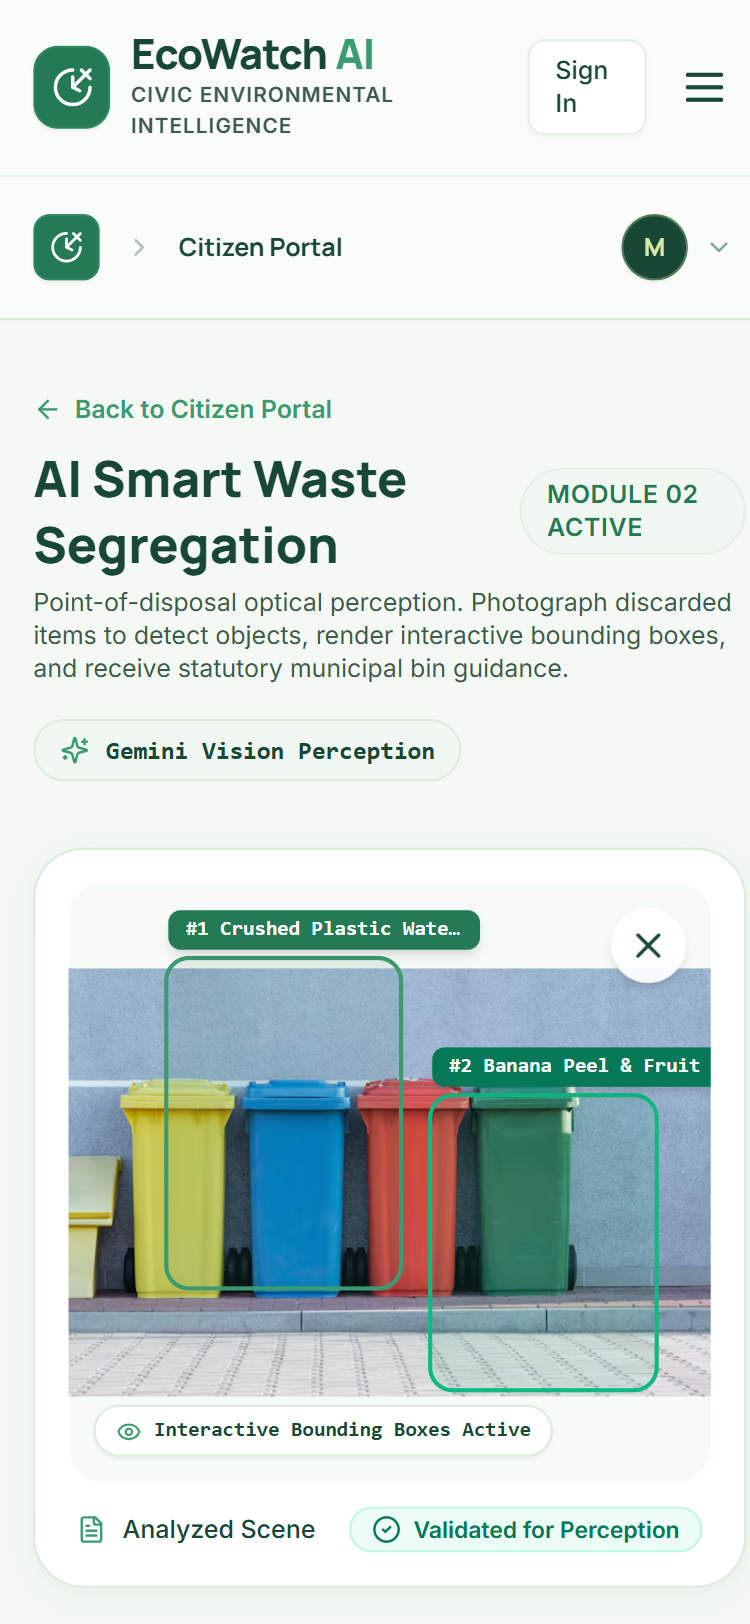 EcoWatch AI
CIVIC ENVIRONMENTAL
INTELLIGENCE
Sign
In
Citizen Portal
M
Back to Citizen Portal
AI Smart Waste
Segregation
MODULE 02
ACTIVE
Point-of-disposal optical perception. Photograph discarded
items to detect objects, render interactive bounding boxes,
and receive statutory municipal bin guidance.
Gemini Vision Perception
#1 Crushed Plastic Wate…
#2 Banana Peel & Fruit
Interactive Bounding Boxes Active
Analyzed Scene
Validated for Perception